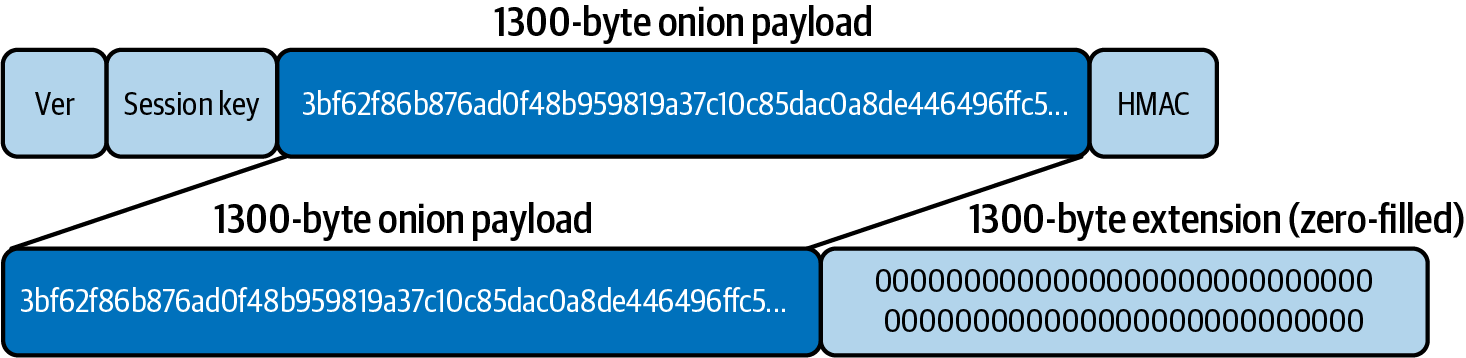 1300-byte onion payload
Ver
Session key
3bf62f86b876ad0f48b959819a37c10c85dac0a8de446496ffc5...
HMAC
1300-byte onion payload
1300-byte extension (zero-filled)
3bf62f86b876ad0f48b959819a37c10c85dac0a8de446496ffc5...
0000000000000000000000000000
000000000000000000000000000